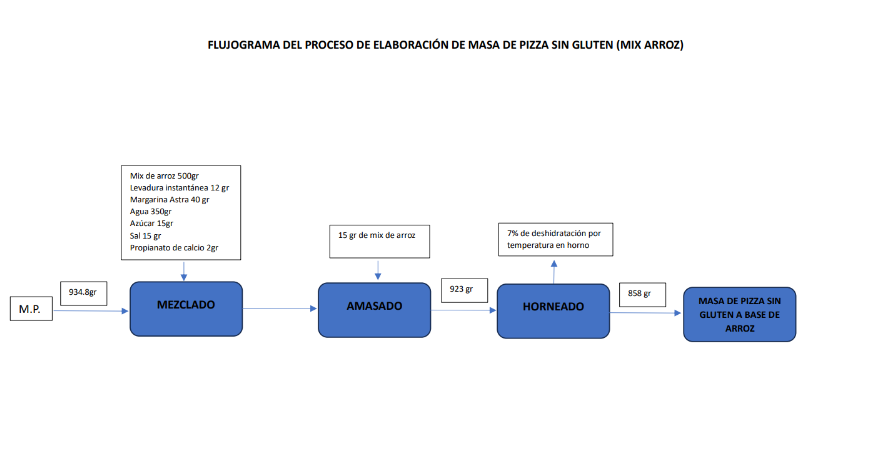 FLUJOGRAMA DEL PROCESO DE ELABORACIÓN DE MASA DE PIZZA SIN GLUTEN (MIX ARROZ)
Mix de arroz 500gr
Levadura instantánea 12 gr
Margarina Astra 40 gr
Agua 350gr
Azúcar 15gr
Sal 15 gr
Propianato de calcio 2gr
15 gr de mix de arroz
7% de deshidratación por
temperatura en horno
M.P.
934.8gr
MEZCLADO
AMASADO
923 gr
HORNEADO
858 gr
MASA DE PIZZA SIN
GLUTEN A BASE DE
ARROZ